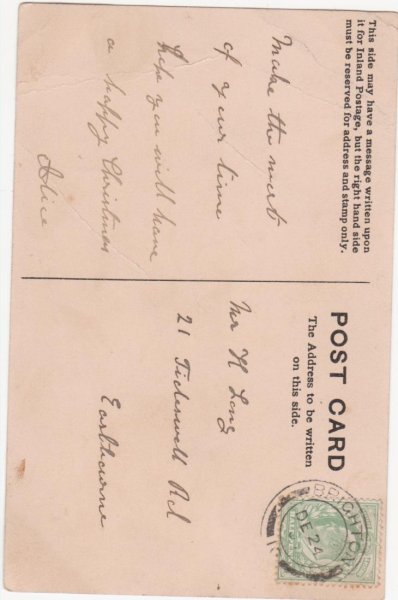 This side may have a message written upon
it for Inland Postage, but the right hand side
must be reserved for address and stamp only.
Make the most
of your time
hope you will have
a happy Christmas
Alice
POST CARD
The Address to be written
on this side.
Mr H Long
21 Tideswell Rd
Eastbourne
BRIGHTON
DE 24